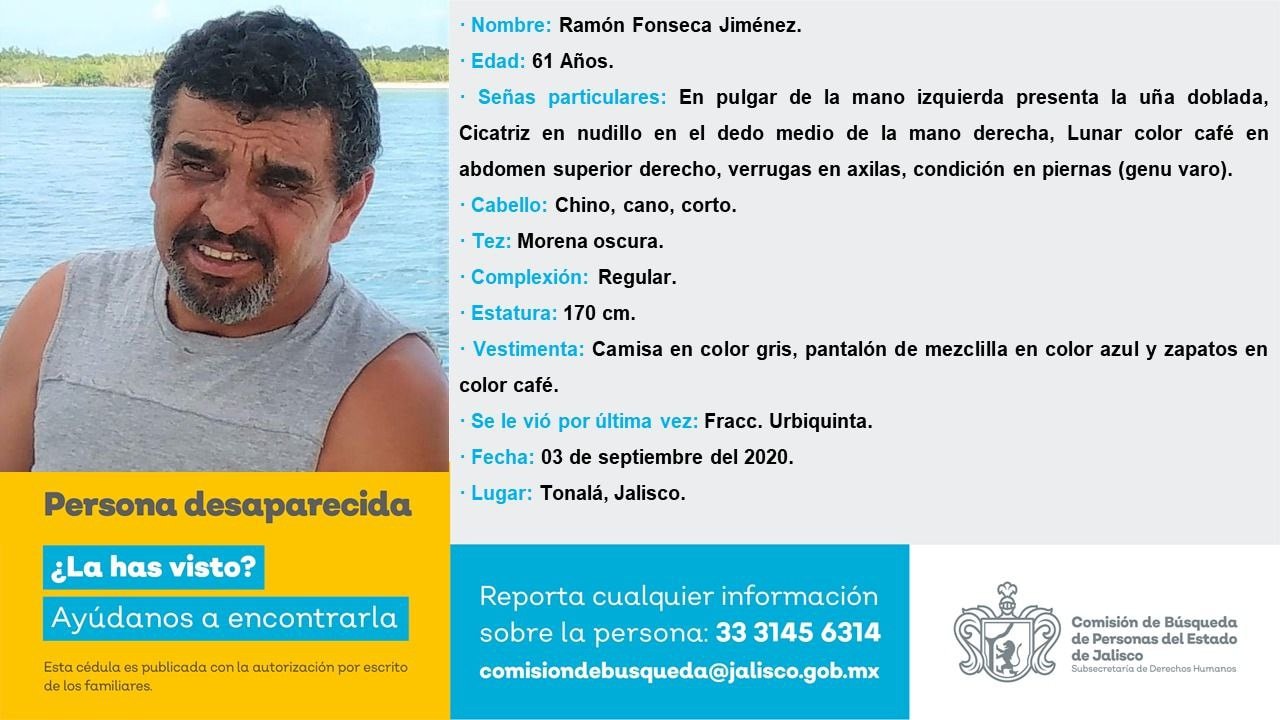 · Nombre: Ramón Fonseca Jiménez.
· Edad: 61 Años.
· Señas particulares: En pulgar de la mano izquierda presenta la uña doblada,
Cicatriz en nudillo en el dedo medio de la mano derecha, Lunar color café en
abdomen superior derecho, verrugas en axilas, condición en piernas (genu varo).
· Cabello: Chino, cano, corto.
· Tez: Morena oscura.
· Complexión: Regular.
· Estatura: 170 cm.
· Vestimenta: Camisa en color gris, pantalón de mezclilla en color azul y zapatos en
color café.
· Se le vió por última vez: Fracc. Urbiquinta.
· Fecha: 03 de septiembre del 2020.
· Lugar: Tonalá, Jalisco.
Persona desaparecida
¿La has visto?
Ayúdanos a encontrarla
Esta cédula es publicada con la autorización por escrito
de los familiares.
Reporta cualquier información
sobre la persona: 33 3145 6314
comisiondebusqueda@jalisco.gob.mx
Comisión de Búsqueda
de Personas del Estado
de Jalisco
Subsecretaría de Derechos Humanos